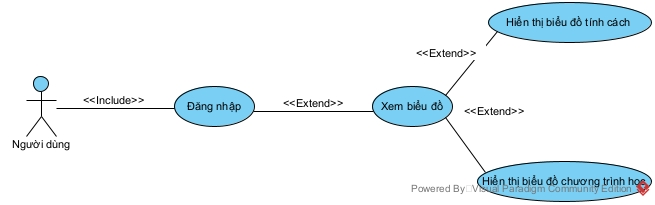 Hiển thị biểu đồ tính cách
<<Extend>>
<<Include>>
Đăng nhập
<<Extend>>
Xem biểu đồ
<<Extend>>
Người dùng
Hiển thị biểu đồ chương trình học
Powered By Visual Paradigm Community Edition